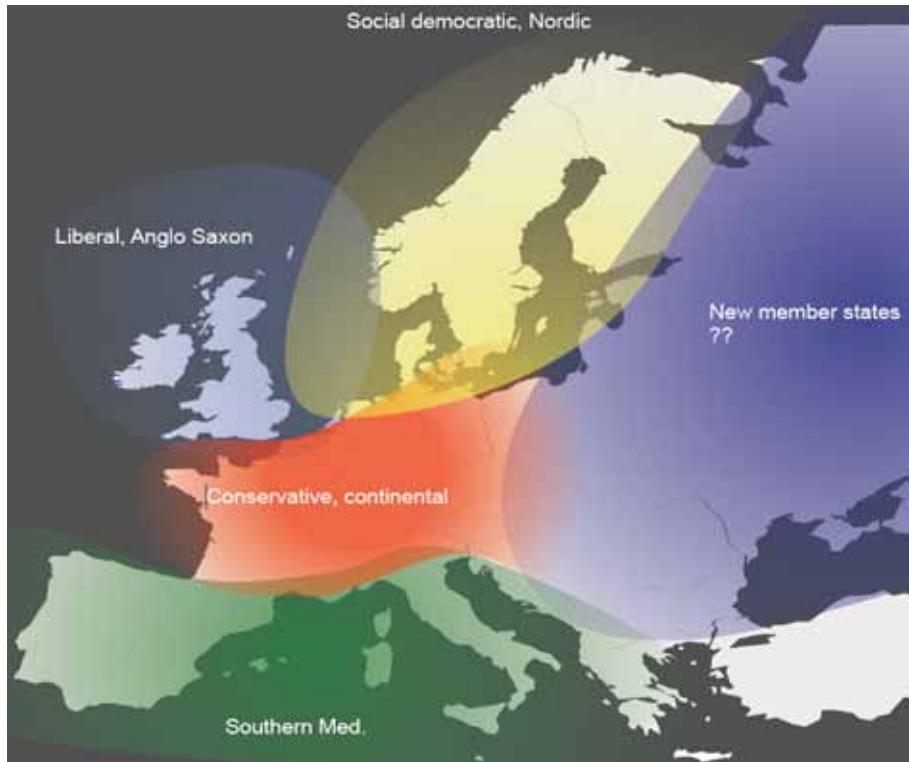 Social democratic, Nordic
Liberal, Anglo Saxon
New member states
??
Conservative, continental
Southern Med.